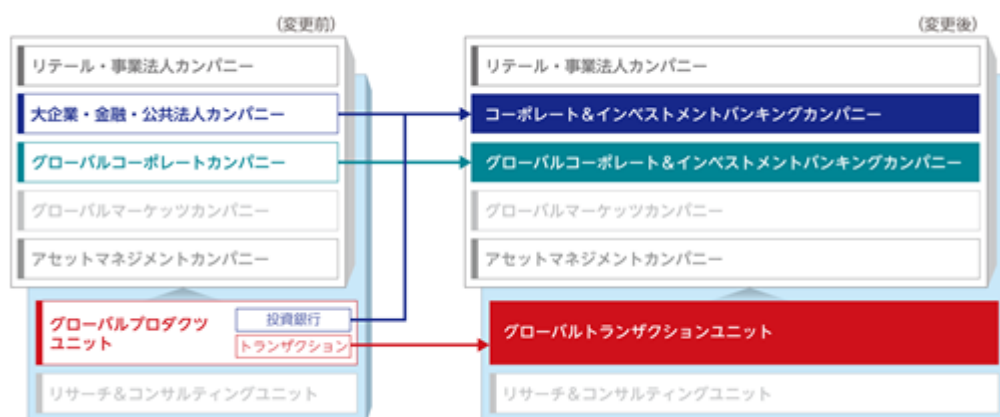 (変更前)
リテール・事業法人カンパニー
大企業・金融・公共法人カンパニー
グローバルコーポレートカンパニー
グローバルマーケッツカンパニー
アセットマネジメントカンパニー
グローバルプロダクツ
ユニット
投資銀行
トランザクション
リサーチ&コンサルティングユニット
(変更後)
リテール・事業法人カンパニー
コーポレート&インベストメントバンキングカンパニー
グローバルコーポレート&インベストメントバンキングカンパニー
グローバルマーケッツカンパニー
アセットマネジメントカンパニー
グローバルトランザクションユニット
リサーチ&コンサルティングユニット